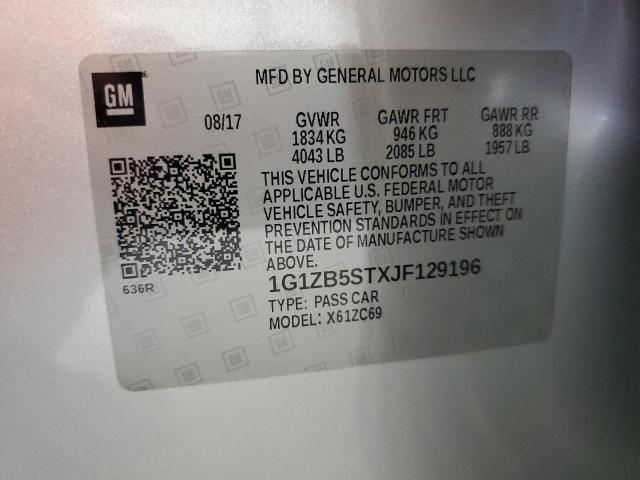 MFD BY GENERAL MOTORS LLC
GM
08/17 GVWR GAWR FRT GAWR RR
1834 KG 946 KG 888 KG
4043 LB 2085 LB 1957 LB
THIS VEHICLE CONFORMS TO ALL
APPLICABLE U.S. FEDERAL MOTOR
VEHICLE SAFETY, BUMPER, AND THEFT
PREVENTION STANDARDS IN EFFECT ON
THE DATE OF MANUFACTURE SHOWN
ABOVE.
636R
1G1ZB5STXJF129196
TYPE: PASS CAR
MODEL: X61ZC69